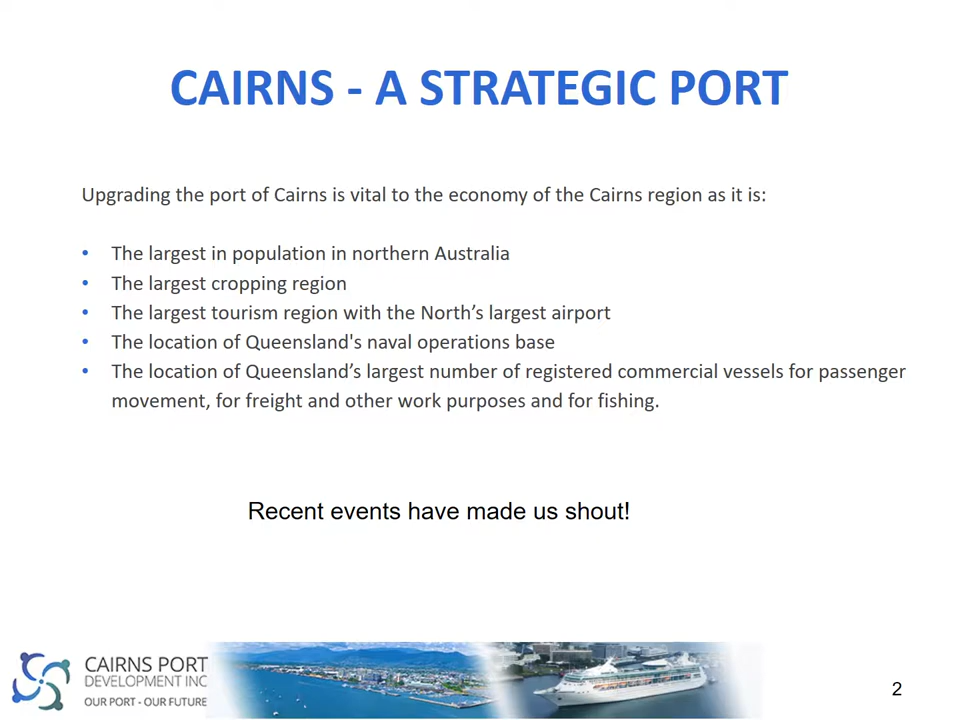 CAIRNS - A STRATEGIC PORT
Upgrading the port of Cairns is vital to the economy of the Cairns region as it is:
• The largest in population in northern Australia
• The largest cropping region
• The largest tourism region with the North’s largest airport
• The location of Queensland's naval operations base
• The location of Queensland’s largest number of registered commercial vessels for passenger
movement, for freight and other work purposes and for fishing.
Recent events have made us shout!
CAIRNS PORT
DEVELOPMENT INC
OUR PORT - OUR FUTURE
2